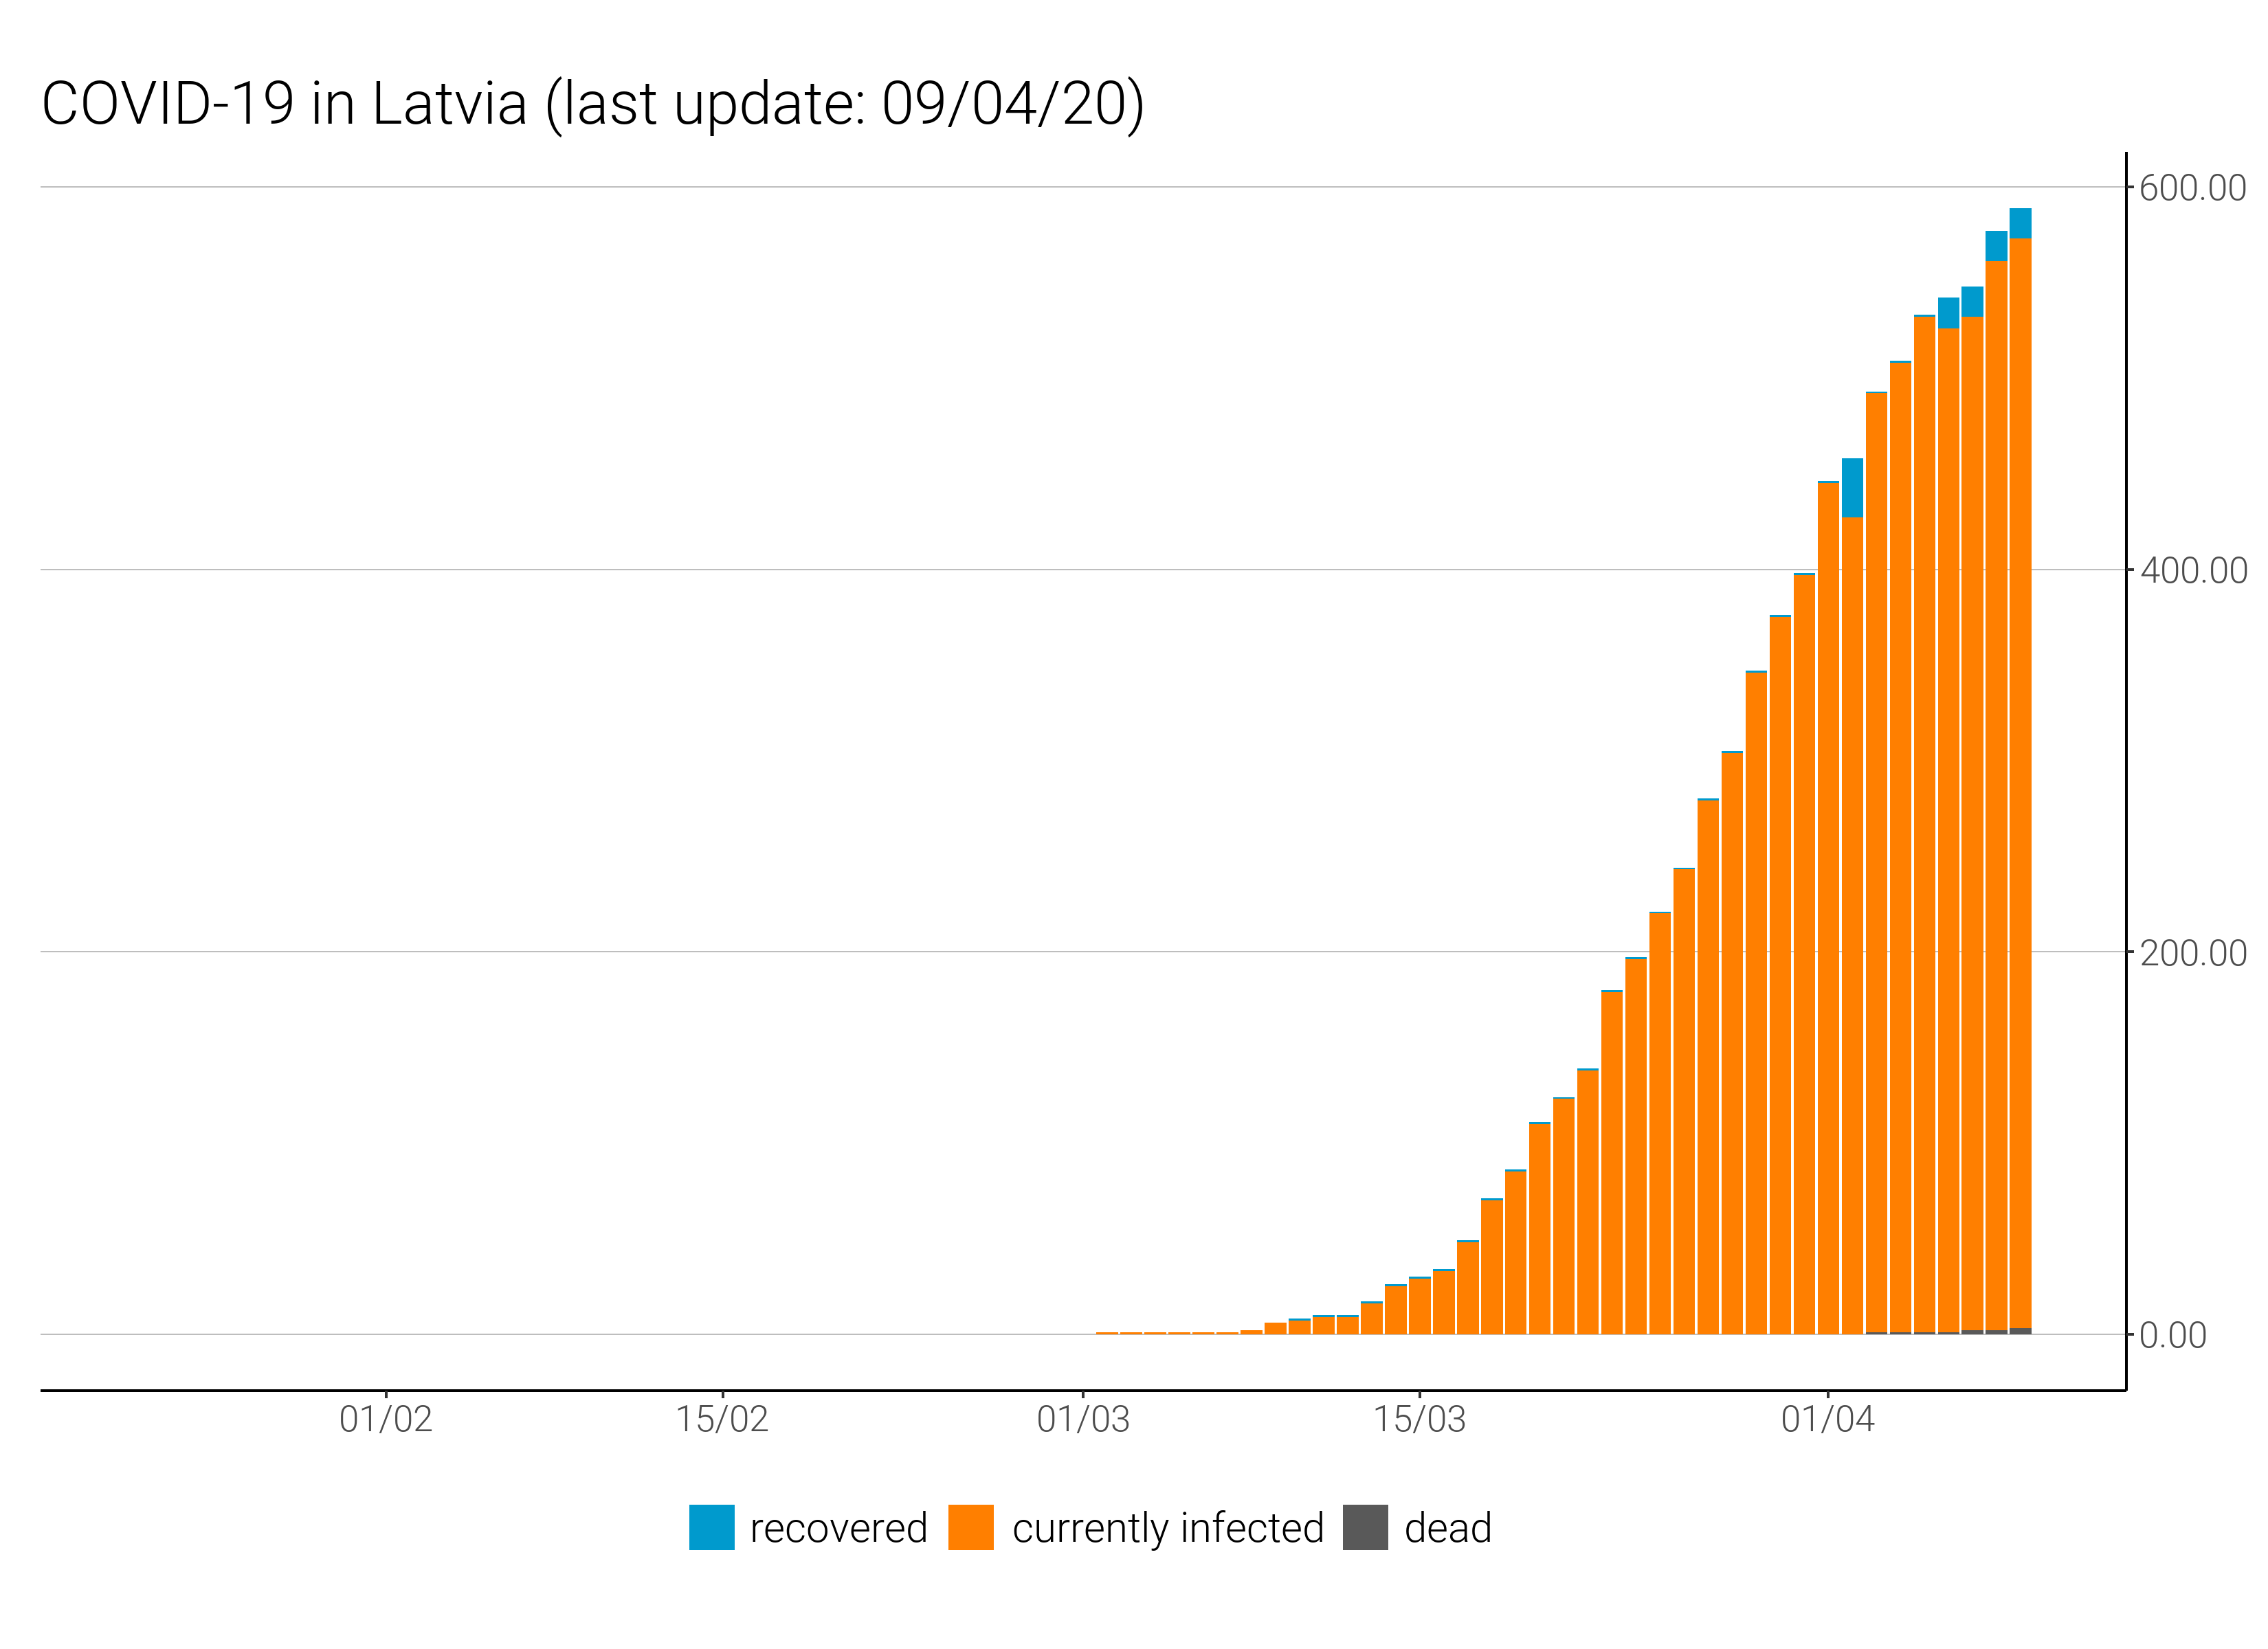 COVID-19 in Latvia (last update: 09/04/20)
600.00
400.00
200.00
0.00
01/02 15/02 01/03 15/03 01/04
recovered currently infected dead